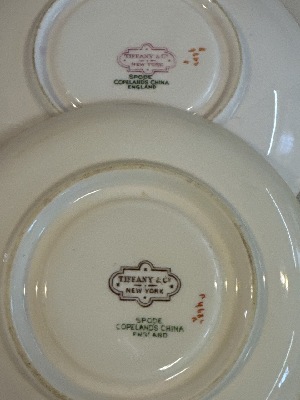 TIFFANY & CO
NEW YORK
SPODE
COPELANDS CHINA
ENGLAND
TIFFANY & Cº
NEW YORK
SPODE
COPELANDS CHINA
ENGLAND